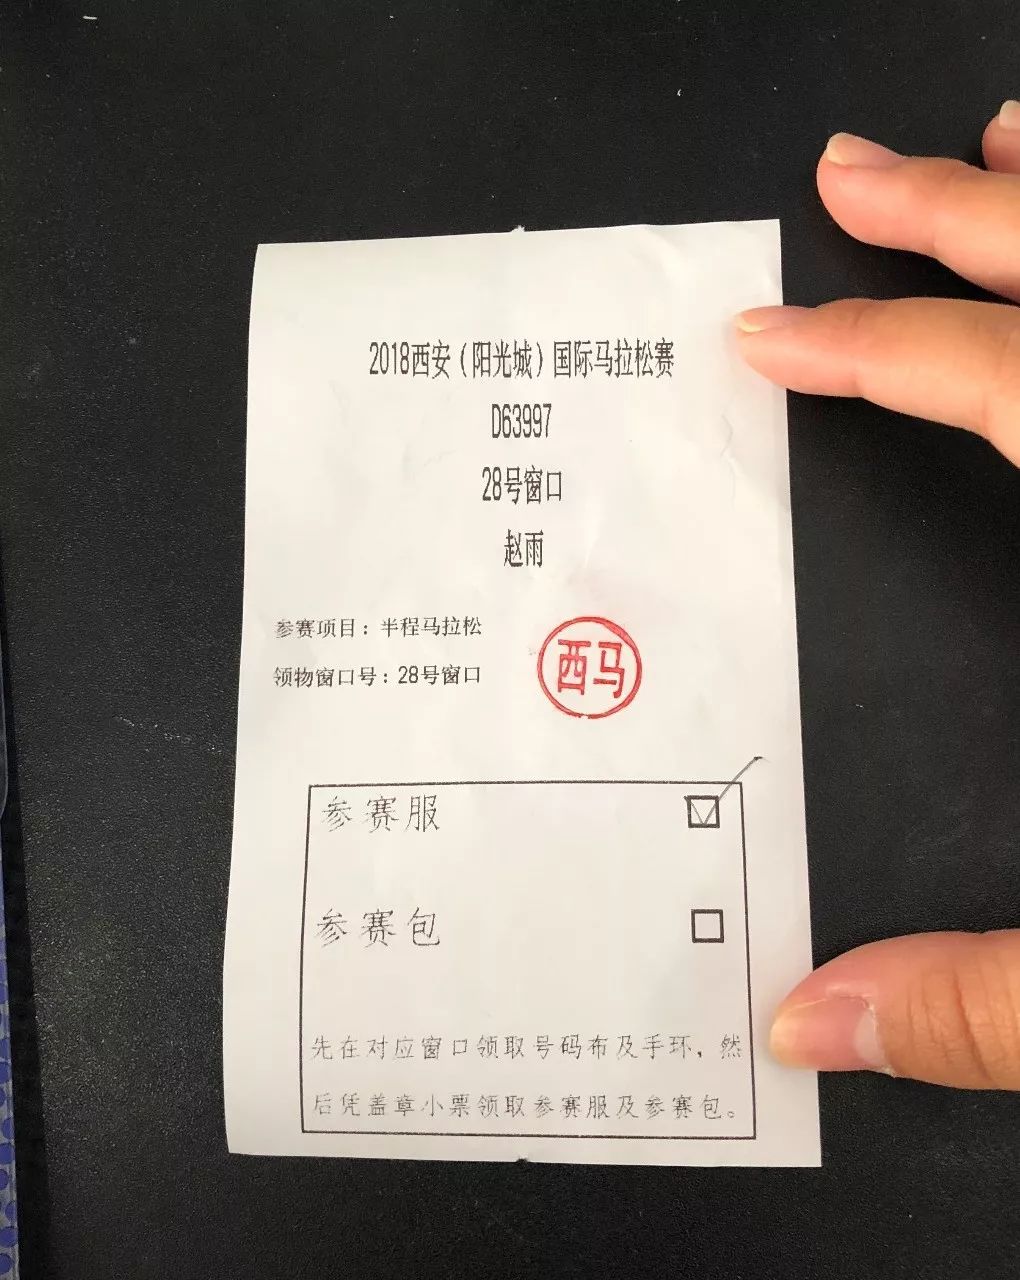 2018西安(阳光城)国际马拉松赛
D63997
28号窗口
赵雨
参赛项目:半程马拉松
领物窗口号:28号窗口
西马
参赛服
参赛包
先在对应窗口领取号码布及手环,然
后凭盖章小票领取参赛服及参赛包。